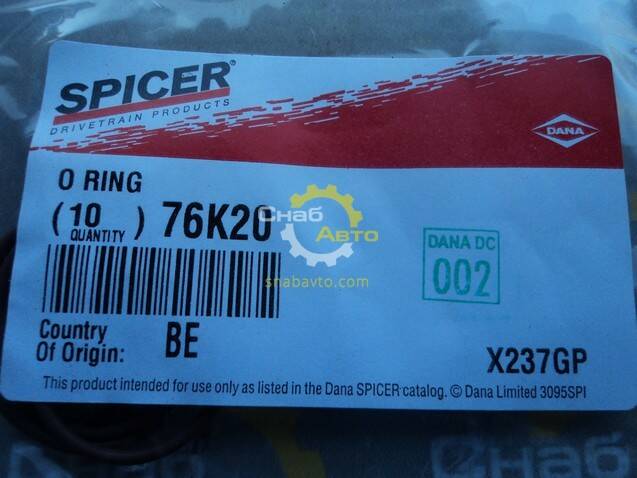 SPICER®
DRIVETRAIN PRODUCTS
DANA
O RING
(10) 76K20
QUANTITY
Снаб
Авто
snabavto.com
DANA DC
002
Country
Of Origin: BE
X237GP
This product intended for use only as listed in the Dana SPICER catalog. © Dana Limited 3095SPI
Снаб